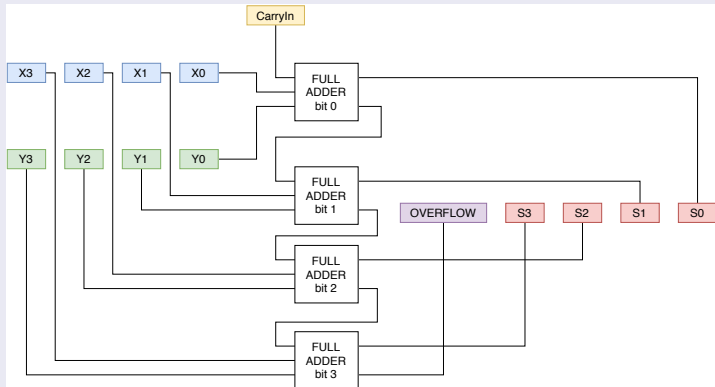 CarryIn
X3
X2
X1
X0
FULL
ADDER
bit 0
Y3
Y2
Y1
Y0
FULL
ADDER
bit 1
OVERFLOW
S3
S2
S1
S0
FULL
ADDER
bit 2
FULL
ADDER
bit 3